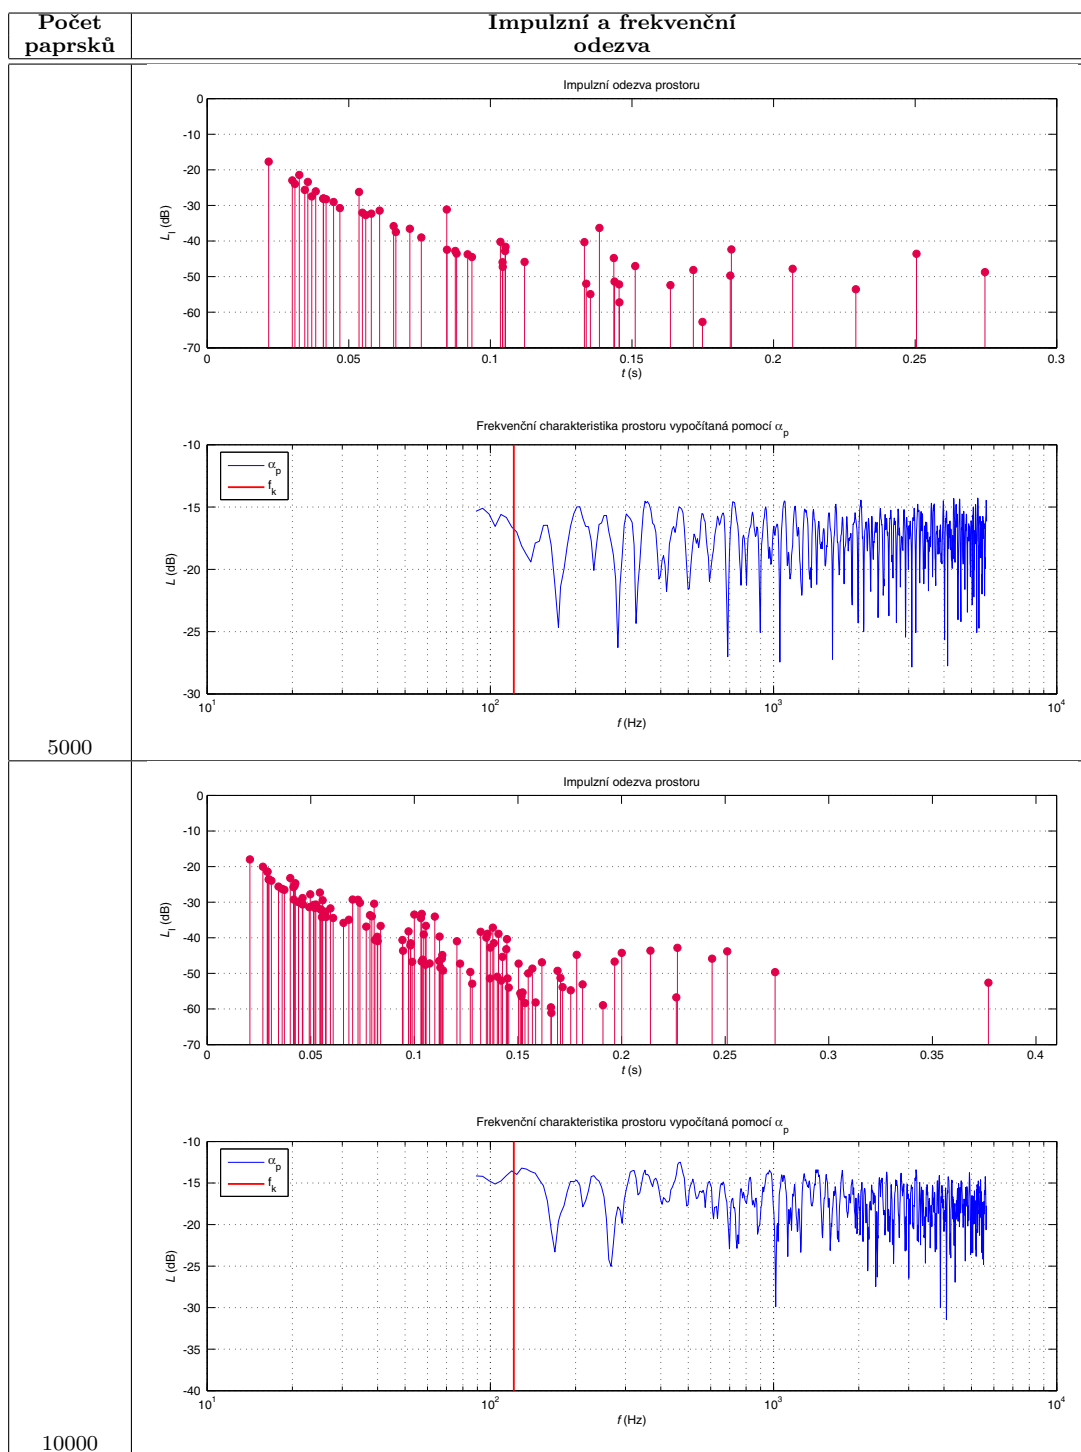 Počet
paprsků
Impulzní a frekvenční
odezva
Impulzní odezva prostoru
0
-10
-20
-30
-40
-50
-60
-70
L_I (dB)
0 0.05 0.1 0.15 0.2 0.25 0.3
t (s)
Frekvenční charakteristika prostoru vypočítaná pomocí α_p
-10
-15
-20
-25
-30
L (dB)
α_p
f_k
10^1 10^2 10^3 10^4
f (Hz)
5000
Impulzní odezva prostoru
0
-10
-20
-30
-40
-50
-60
-70
L_I (dB)
0 0.05 0.1 0.15 0.2 0.25 0.3 0.35 0.4
t (s)
Frekvenční charakteristika prostoru vypočítaná pomocí α_p
-10
-15
-20
-25
-30
-35
-40
L (dB)
α_p
f_k
10^1 10^2 10^3 10^4
f (Hz)
10000